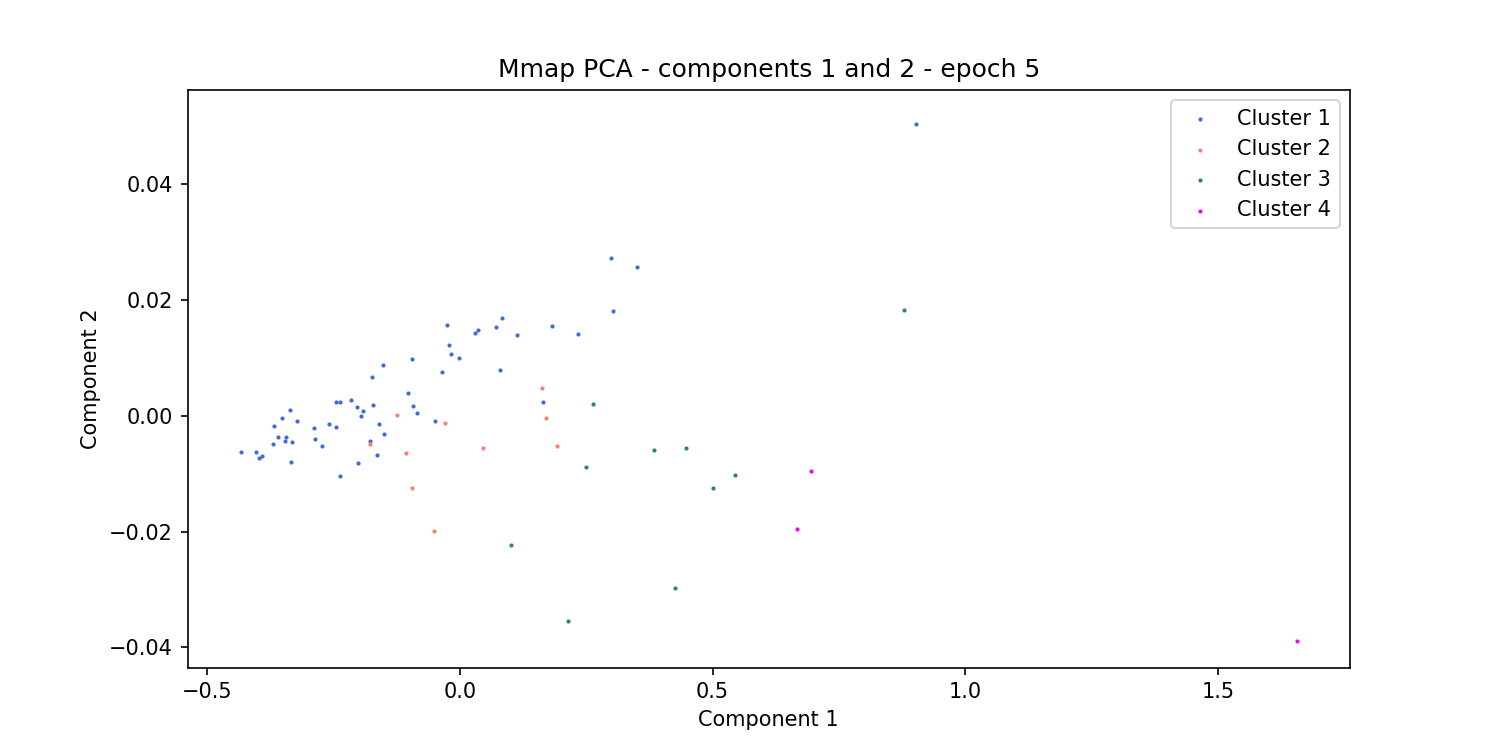 Mmap PCA - components 1 and 2 - epoch 5
Cluster 1
Cluster 2
Cluster 3
Cluster 4
Component 2
0.04
0.02
0.00
−0.02
−0.04
−0.5
0.0
0.5
1.0
1.5
Component 1